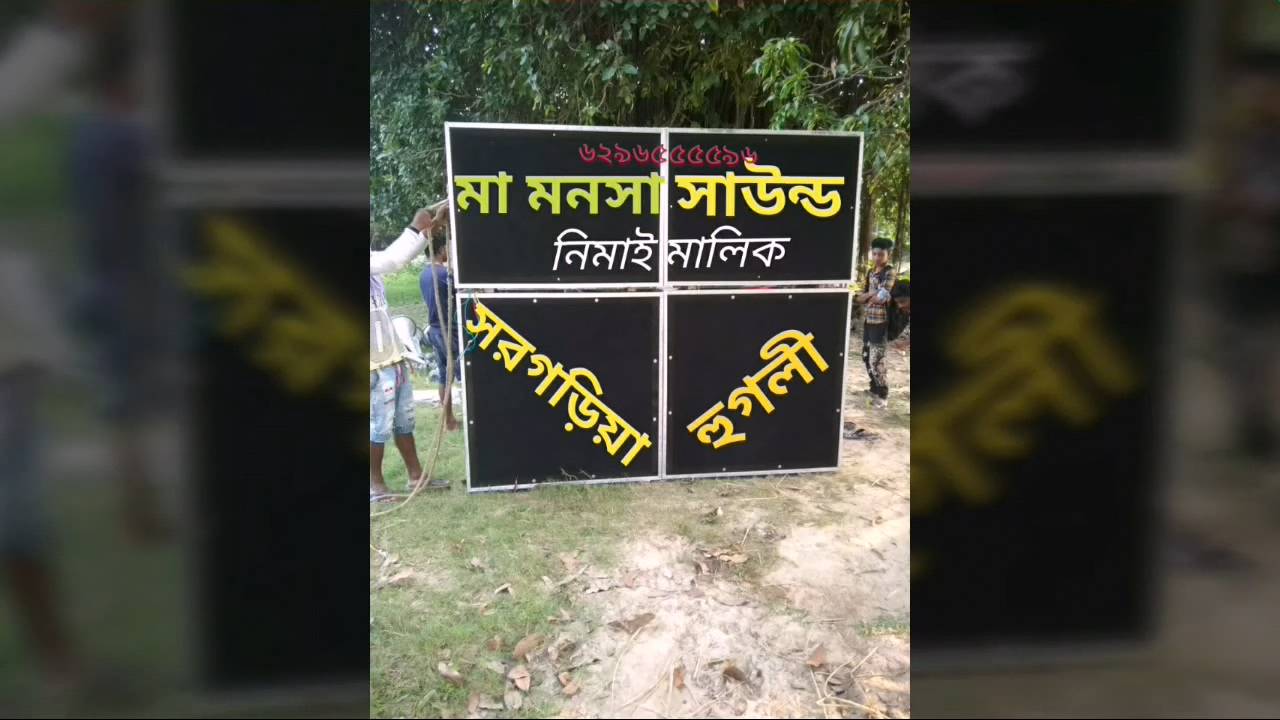 ৬২৯৬৫৫৫৫৯৬
মা মনসা সাউন্ড
নিমাই মালিক
সরগড়িয়া
হুগলী